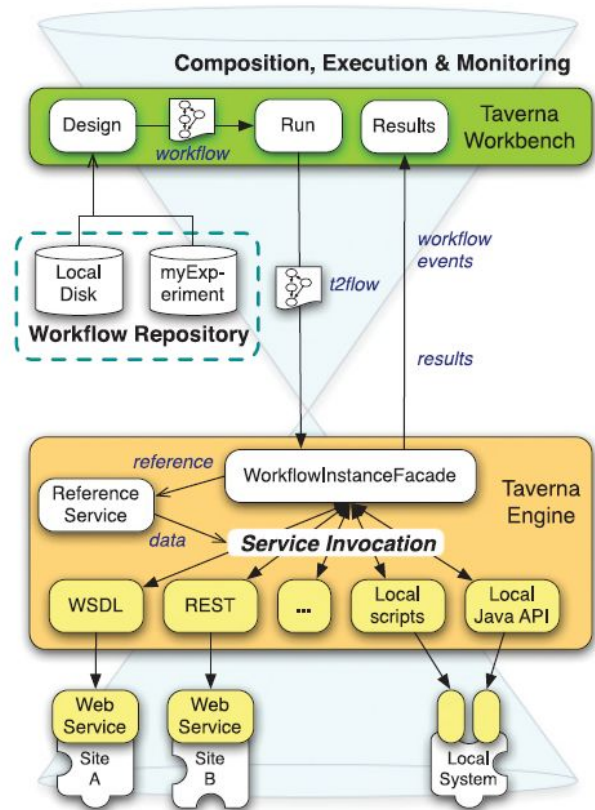 Composition, Execution & Monitoring
Design
workflow
Run
Results
Taverna
Workbench
Local
Disk
myExp-
eriment
Workflow Repository
t2flow
workflow
events
results
reference
WorkflowInstanceFacade
Taverna
Engine
Reference
Service
data
Service Invocation
WSDL
REST
...
Local
scripts
Local
Java API
Web
Service
Site
A
Web
Service
Site
B
Local
System